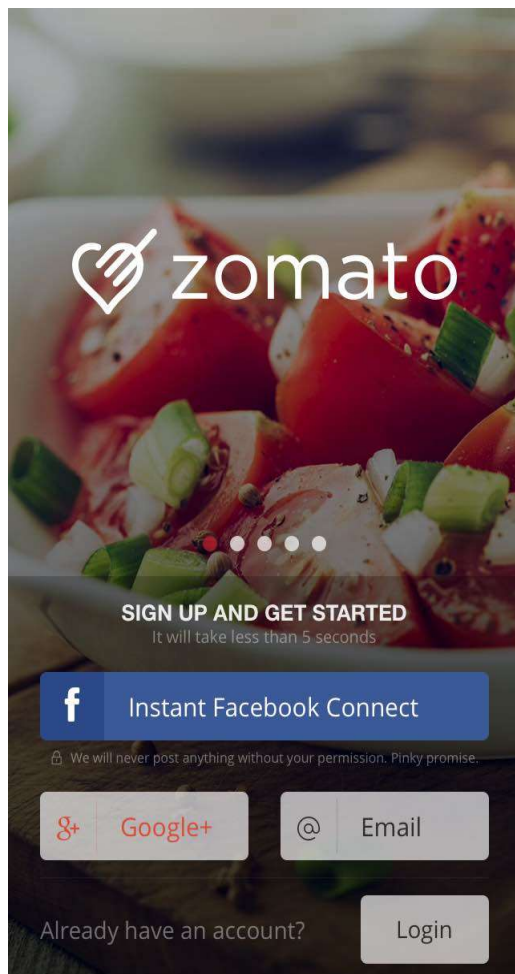 zomato
SIGN UP AND GET STARTED
It will take less than 5 seconds
f Instant Facebook Connect
We will never post anything without your permission. Pinky promise.
g+ Google+
@ Email
Already have an account?
Login